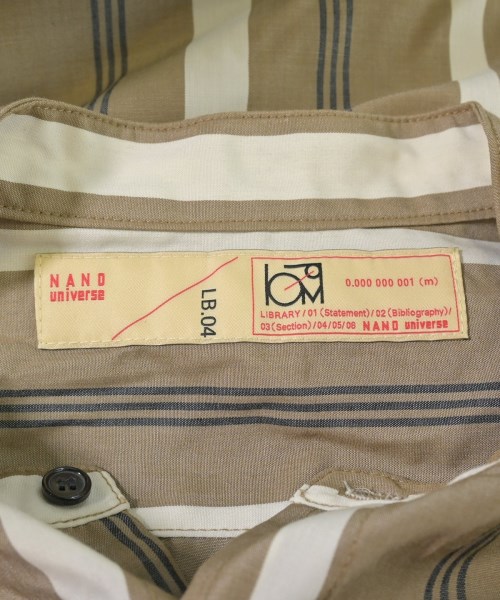 NANO
universe
LB.04
0.000 000 001 (m)
LIBRARY / 01 (Statement) / 02 (Bibliography) /
03 (Section) / 04 / 05 / 06 NANO universe